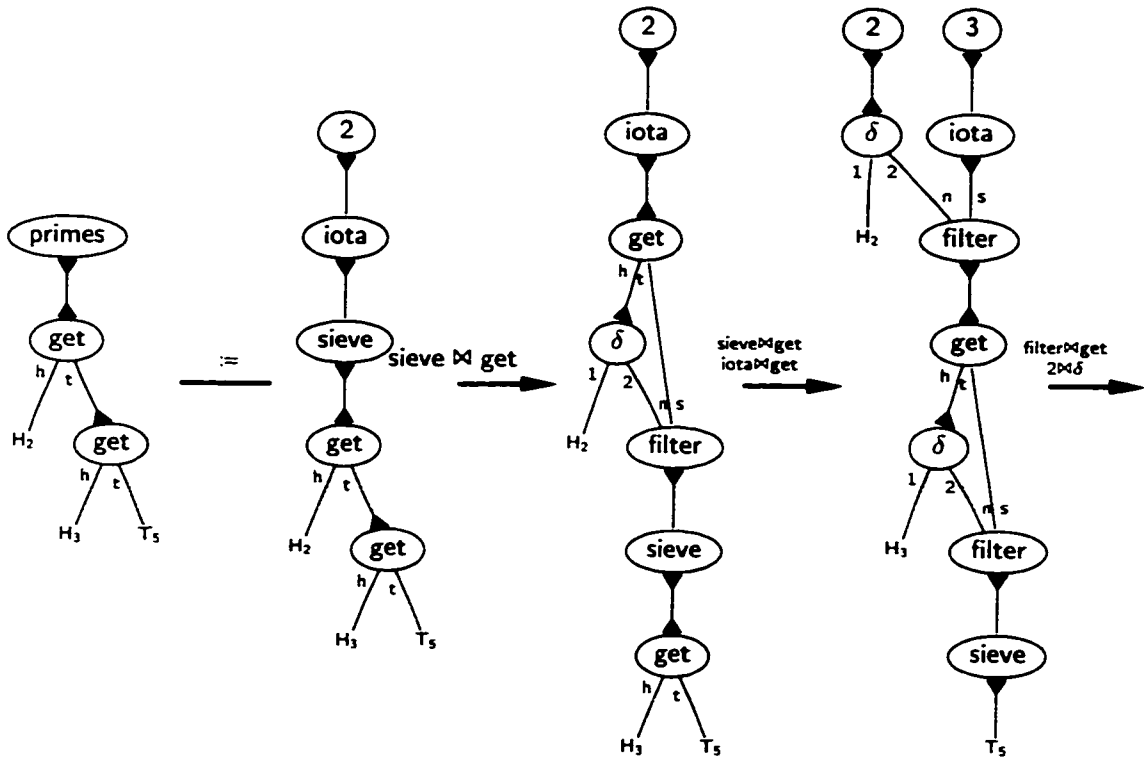 primes
get
h t
H₂
get
h t
H₃ T₅
:=
2
iota
sieve
get
h t
H₂
get
h t
H₃ T₅
sieve ⋈ get
2
iota
get
h t
δ
1 2
H₂
n s
filter
sieve
get
h t
H₃ T₅
sieve⋈get
iota⋈get
2 3
δ iota
1 2
n s
H₂
filter
get
h t
δ
1 2
H₃
n s
filter
sieve
T₅
filter⋈get
2⋈δ